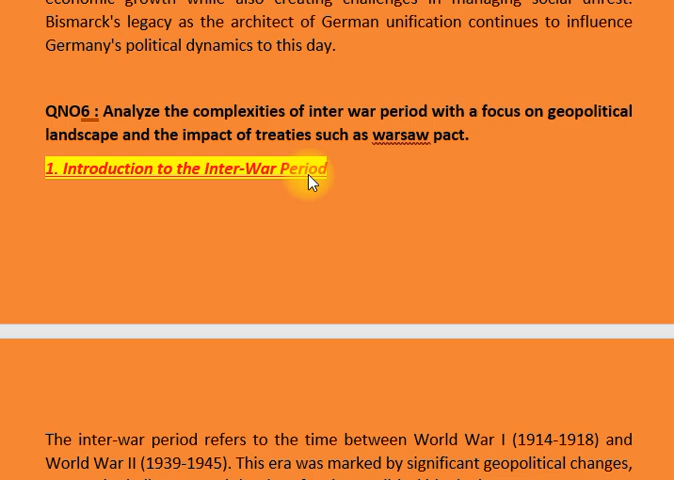 Bismarck's legacy as the architect of German unification continues to influence
Germany's political dynamics to this day.
QNO6 : Analyze the complexities of inter war period with a focus on geopolitical
landscape and the impact of treaties such as warsaw pact.
1. Introduction to the Inter-War Period
The inter-war period refers to the time between World War I (1914-1918) and
World War II (1939-1945). This era was marked by significant geopolitical changes,